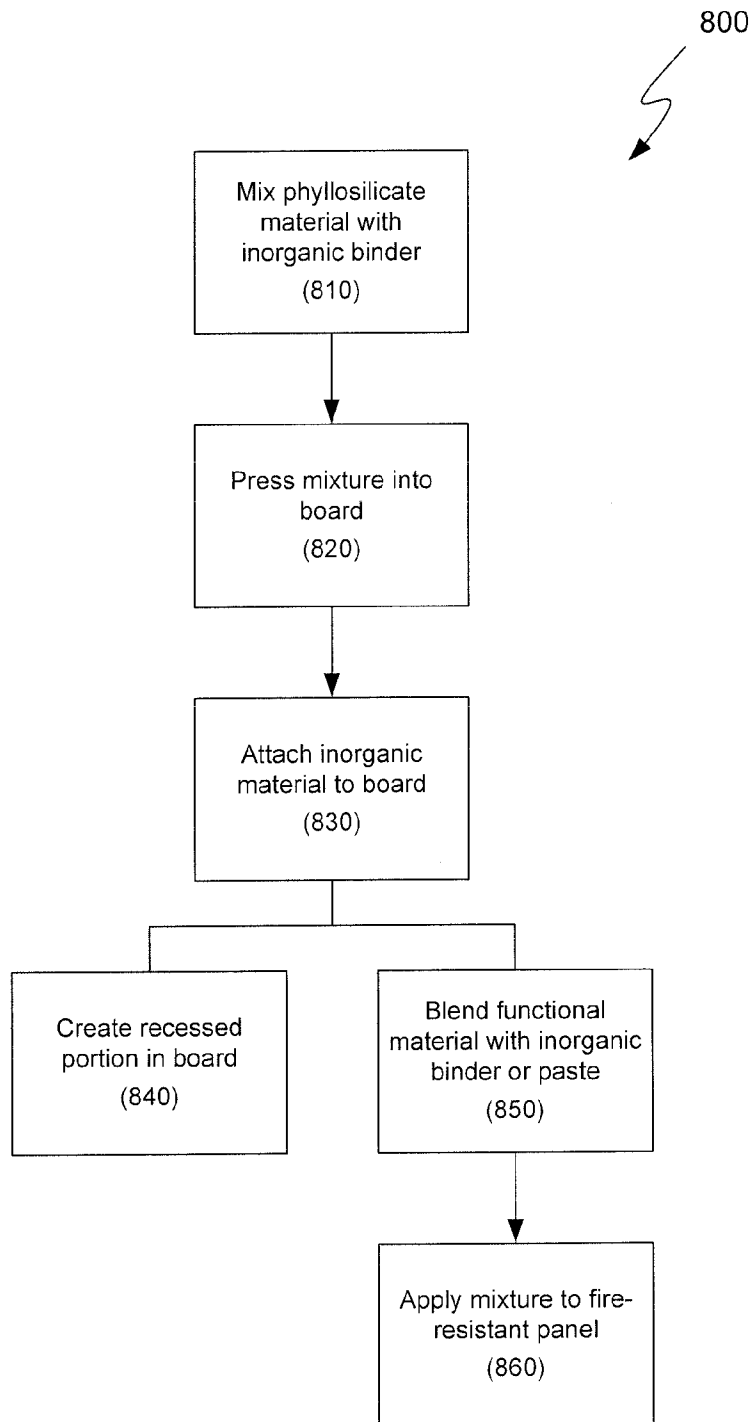 800
Mix phyllosilicate
material with
inorganic binder
(810)
Press mixture into
board
(820)
Attach inorganic
material to board
(830)
Create recessed
portion in board
(840)
Blend functional
material with inorganic
binder or paste
(850)
Apply mixture to fire-
resistant panel
(860)